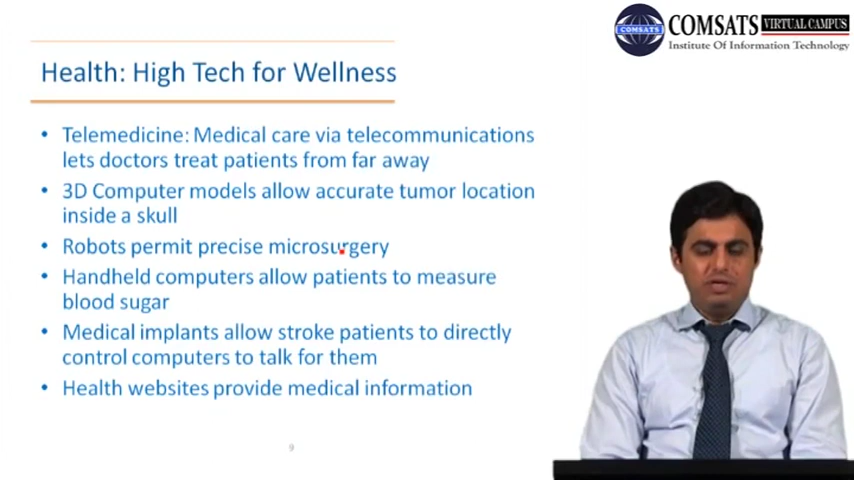 COMSATS VIRTUAL CAMPUS
Institute Of Information Technology
Health: High Tech for Wellness
• Telemedicine: Medical care via telecommunications
lets doctors treat patients from far away
• 3D Computer models allow accurate tumor location
inside a skull
• Robots permit precise microsurgery
• Handheld computers allow patients to measure
blood sugar
• Medical implants allow stroke patients to directly
control computers to talk for them
• Health websites provide medical information
9